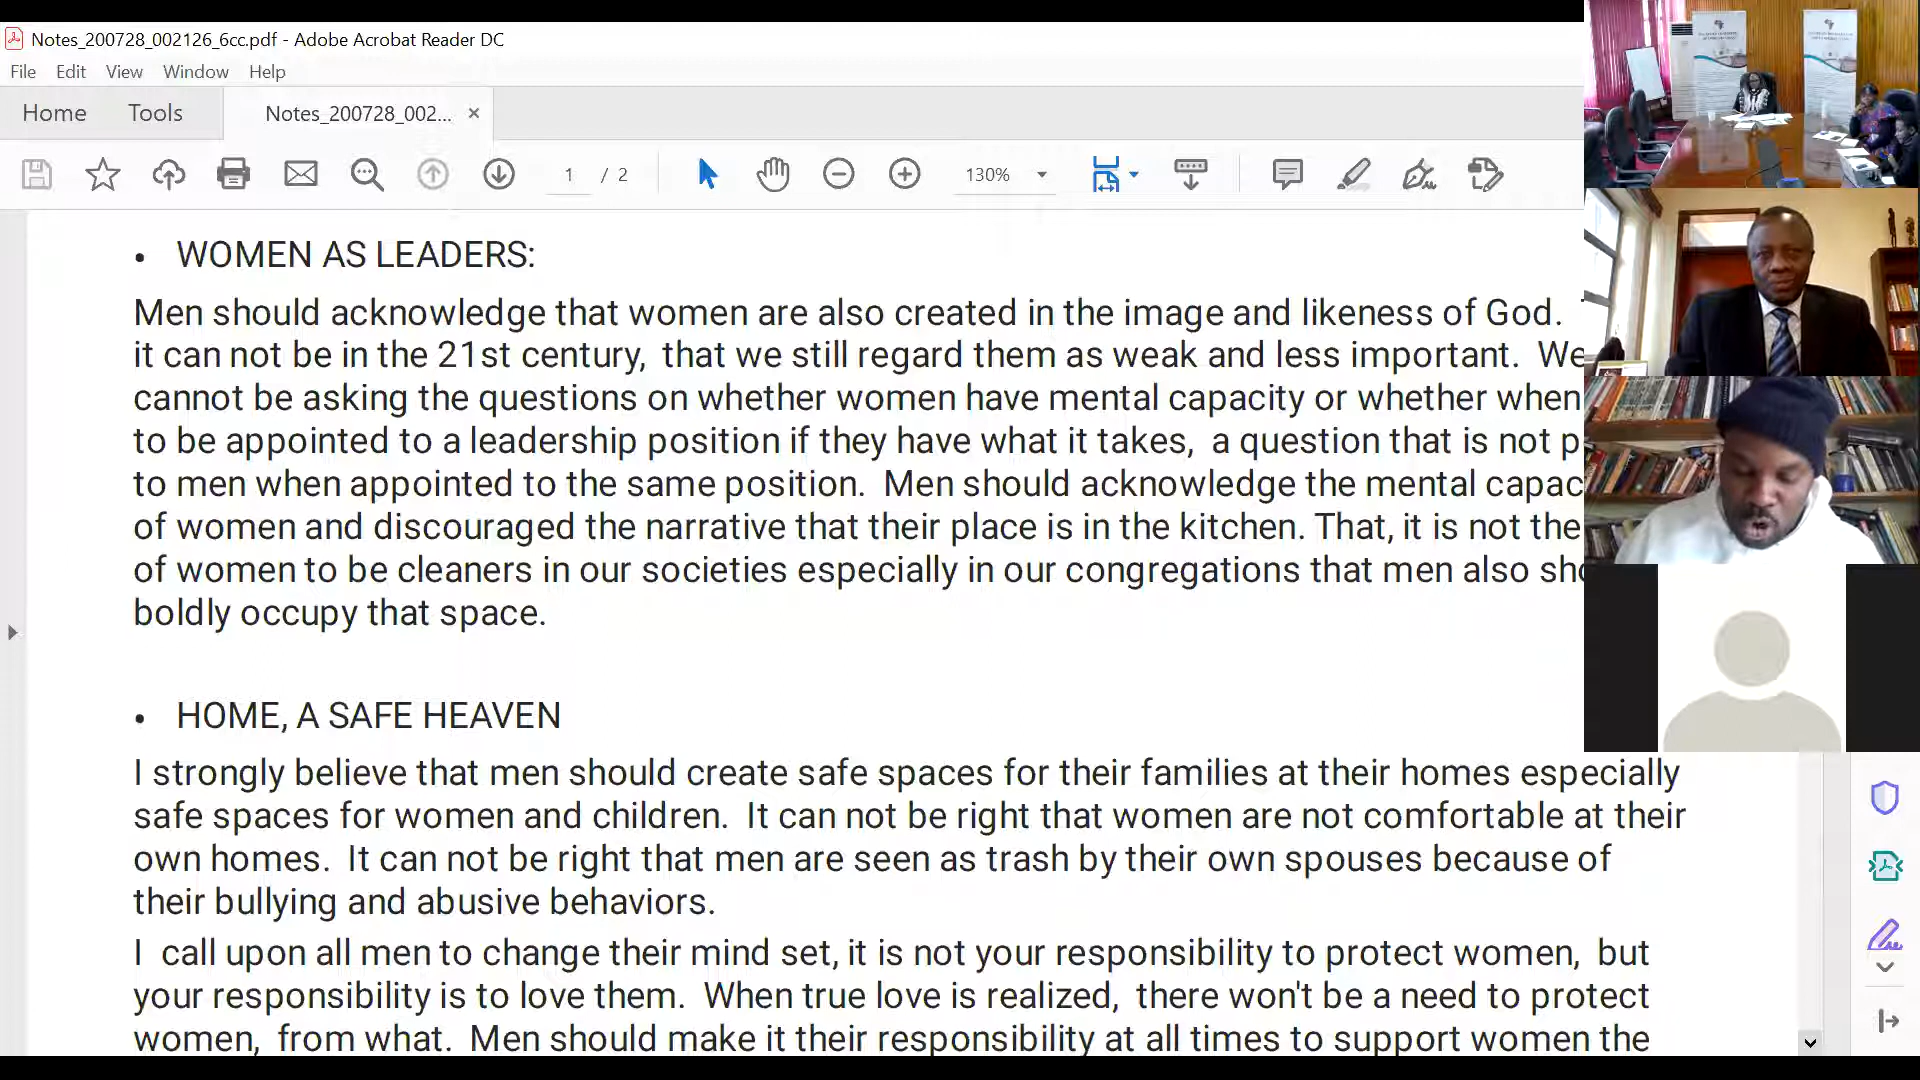 Notes_200728_002126_6cc.pdf - Adobe Acrobat Reader DC
File Edit View Window Help
Home Tools Notes_200728_002...
1 / 2 130%
• WOMEN AS LEADERS:
Men should acknowledge that women are also created in the image and likeness of God.
it can not be in the 21st century, that we still regard them as weak and less important. We
cannot be asking the questions on whether women have mental capacity or whether when
to be appointed to a leadership position if they have what it takes, a question that is not p
to men when appointed to the same position. Men should acknowledge the mental capac
of women and discouraged the narrative that their place is in the kitchen. That, it is not the
of women to be cleaners in our societies especially in our congregations that men also sho
boldly occupy that space.
• HOME, A SAFE HEAVEN
I strongly believe that men should create safe spaces for their families at their homes especially
safe spaces for women and children. It can not be right that women are not comfortable at their
own homes. It can not be right that men are seen as trash by their own spouses because of
their bullying and abusive behaviors.
I call upon all men to change their mind set, it is not your responsibility to protect women, but
your responsibility is to love them. When true love is realized, there won't be a need to protect
women, from what. Men should make it their responsibility at all times to support women the